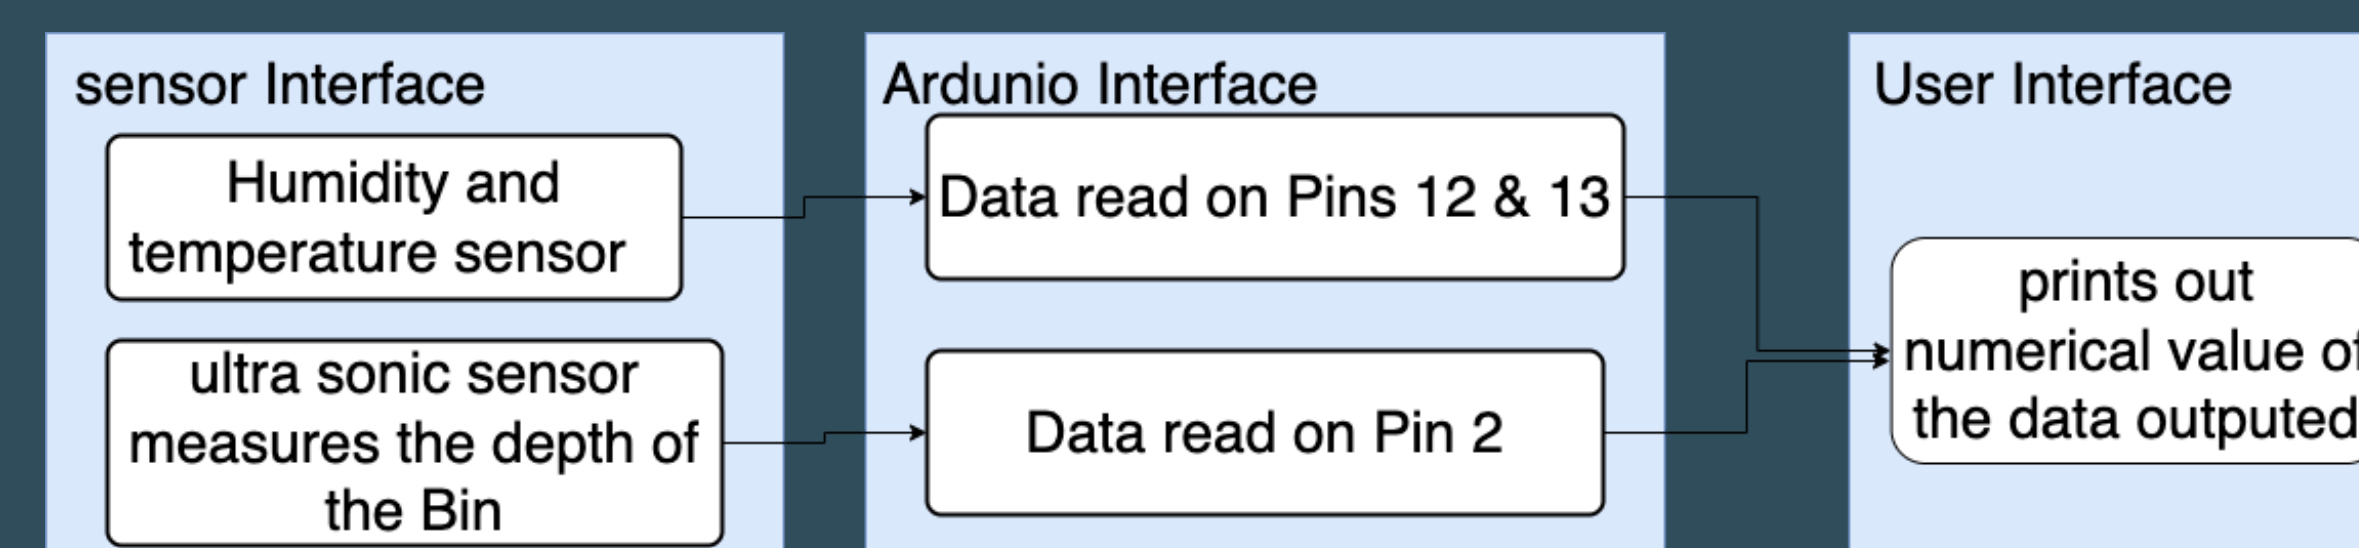 sensor Interface
Humidity and
temperature sensor
ultra sonic sensor
measures the depth of
the Bin
Ardunio Interface
Data read on Pins 12 & 13
Data read on Pin 2
User Interface
prints out
numerical value of
the data outputed